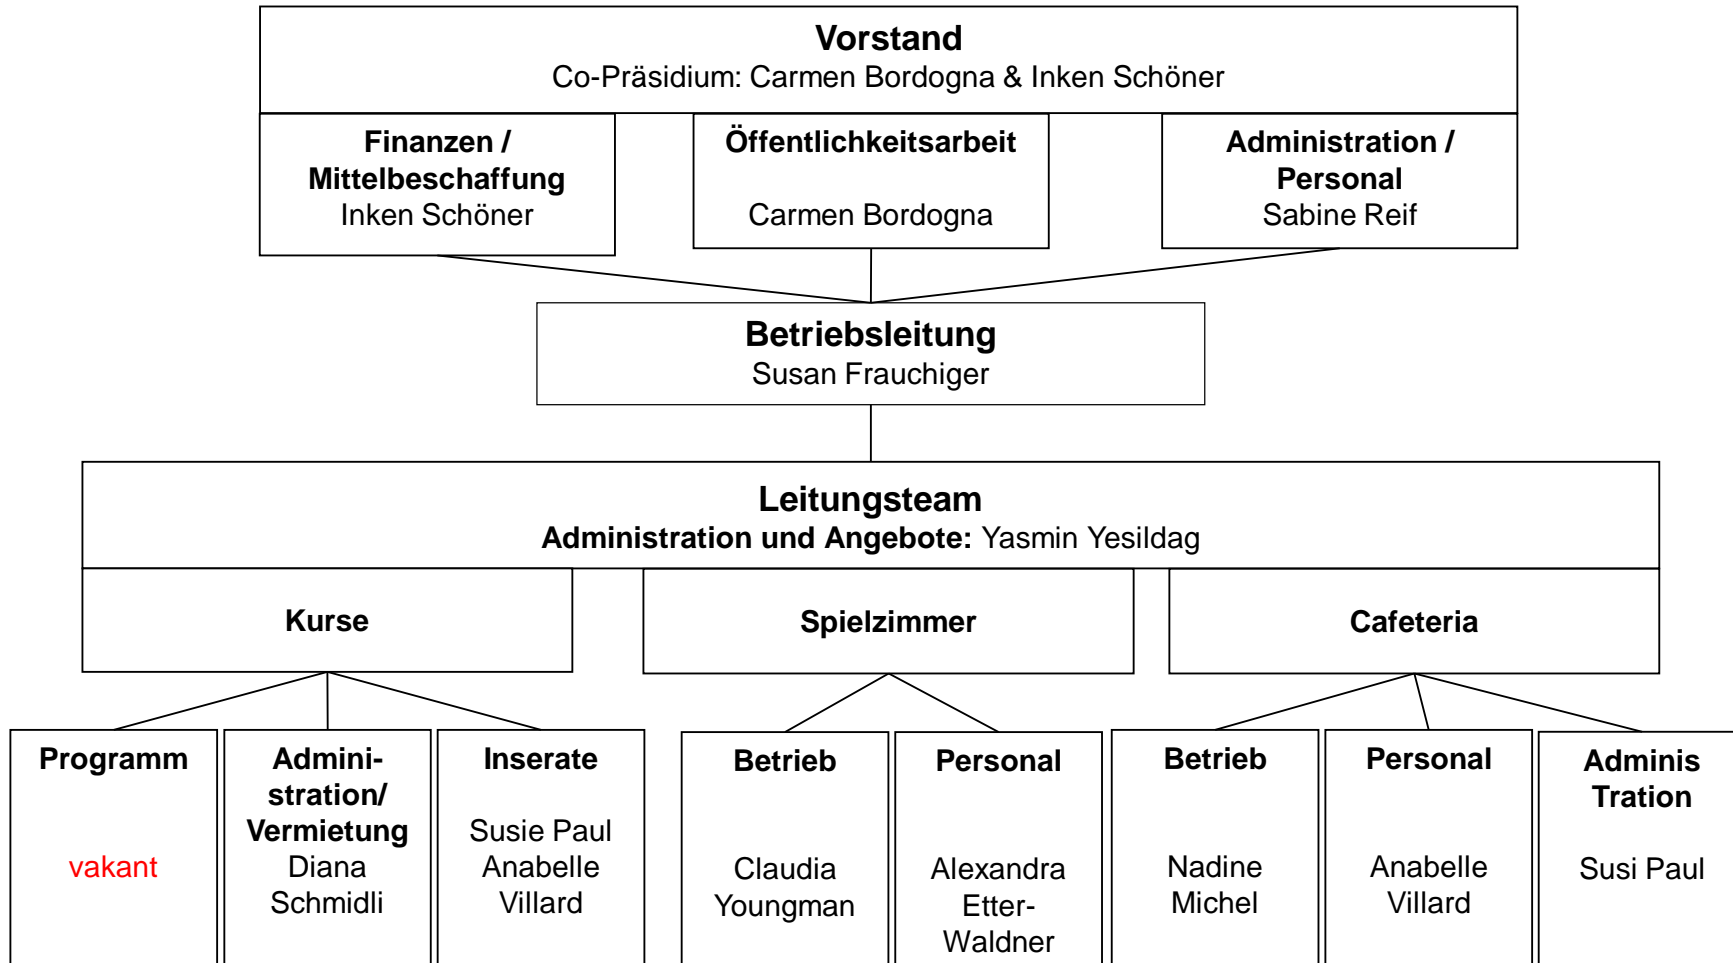 Vorstand
Co-Präsidium: Carmen Bordogna & Inken Schöner
Finanzen /
Mittelbeschaffung
Inken Schöner
Öffentlichkeitsarbeit
Carmen Bordogna
Administration /
Personal
Sabine Reif
Betriebsleitung
Susan Frauchiger
Leitungsteam
Administration und Angebote: Yasmin Yesildag
Kurse
Spielzimmer
Cafeteria
Programm
vakant
Admini-
stration/
Vermietung
Diana
Schmidli
Inserate
Susie Paul
Anabelle
Villard
Betrieb
Claudia
Youngman
Personal
Alexandra
Etter-
Waldner
Betrieb
Nadine
Michel
Personal
Anabelle
Villard
Adminis
Tration
Susi Paul